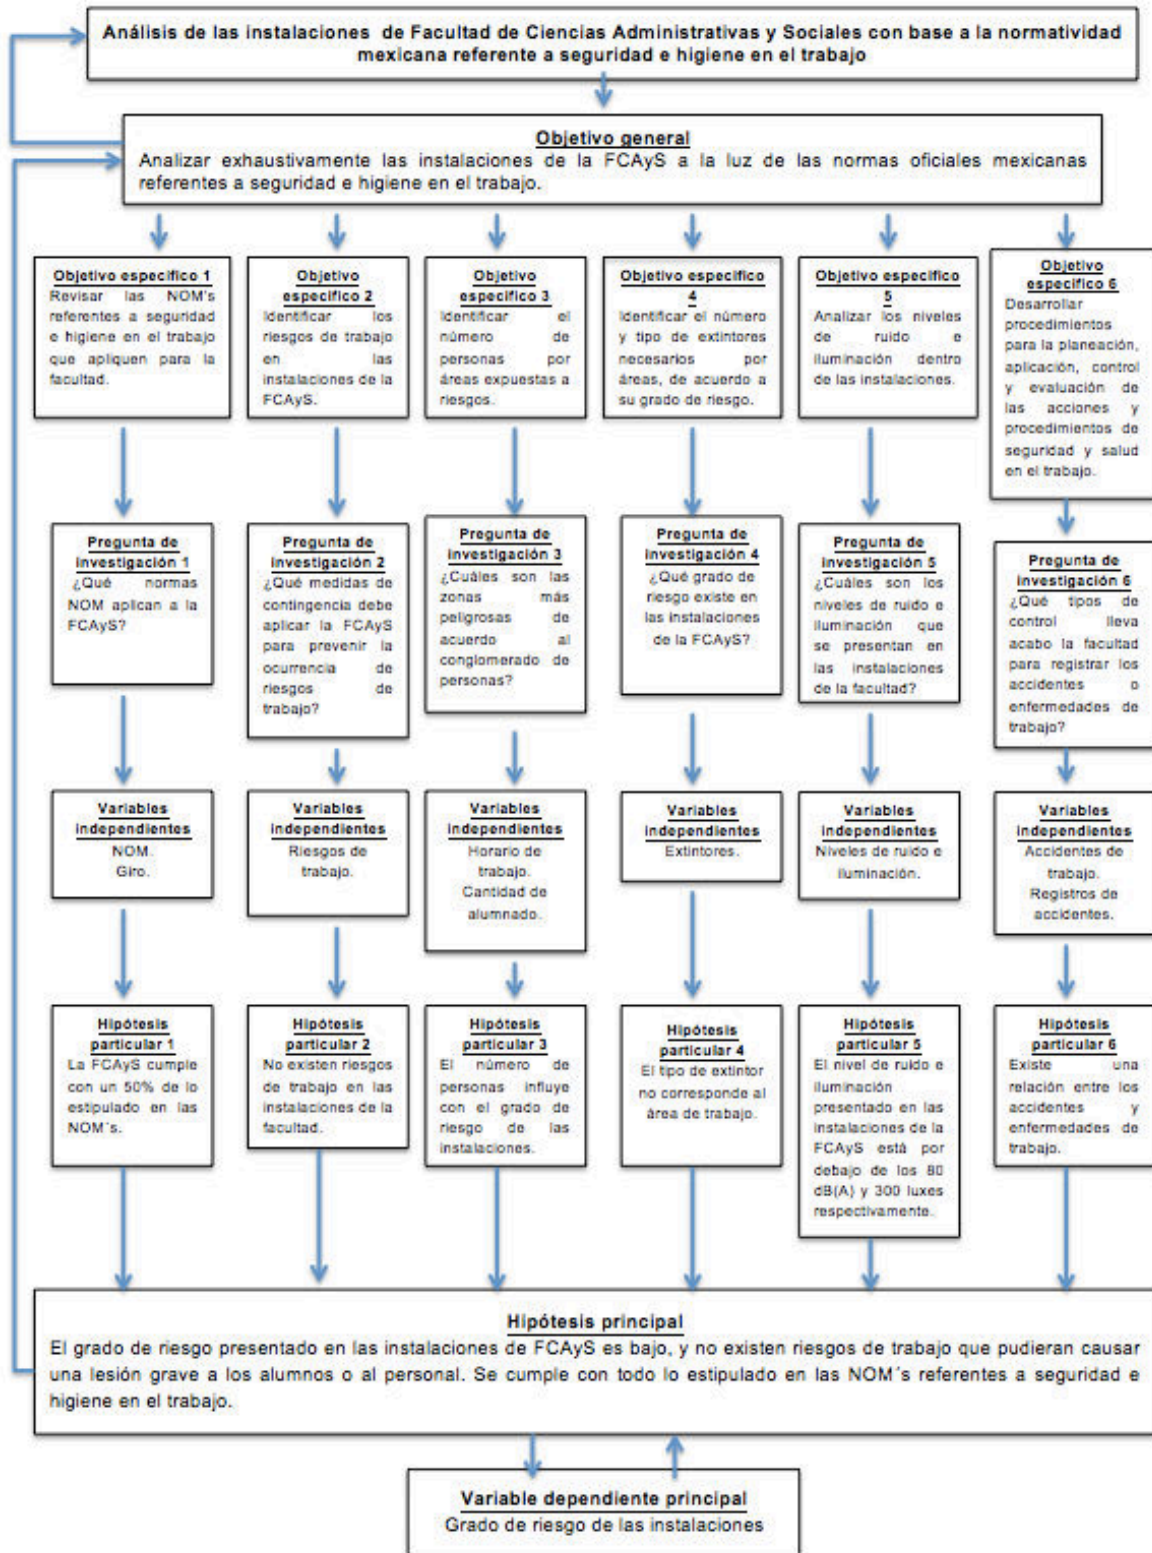 Análisis de las instalaciones de Facultad de Ciencias Administrativas y Sociales con base a la normatividad
mexicana referente a seguridad e higiene en el trabajo
Objetivo general
Analizar exhaustivamente las instalaciones de la FCAyS a la luz de las normas oficiales mexicanas
referentes a seguridad e higiene en el trabajo.
Objetivo específico 1
Revisar las NOM's
referentes a seguridad
e higiene en el trabajo
que apliquen para la
facultad.
Objetivo
específico 2
Identificar los
riesgos de trabajo
en las
instalaciones de la
FCAyS.
Objetivo
específico 3
Identificar el
número de
personas por
áreas expuestas a
riesgos.
Objetivo específico
4
Identificar el número
y tipo de extintores
necesarios por
áreas, de acuerdo a
su grado de riesgo.
Objetivo específico
5
Analizar los niveles
de ruido e
iluminación dentro
de las instalaciones.
Objetivo
específico 6
Desarrollar
procedimientos
para la planeación,
aplicación, control
y evaluación de
las acciones y
procedimientos de
seguridad y salud
en el trabajo.
Pregunta de
investigación 1
¿Qué normas
NOM aplican a la
FCAyS?
Pregunta de
investigación 2
¿Qué medidas de
contingencia debe
aplicar la FCAyS
para prevenir la
ocurrencia de
riesgos de
trabajo?
Pregunta de
investigación 3
¿Cuáles son las
zonas más
peligrosas de
acuerdo al
conglomerado de
personas?
Pregunta de
investigación 4
¿Qué grado de
riesgo existe en
las instalaciones
de la FCAyS?
Pregunta de
investigación 5
¿Cuáles son los
niveles de ruido e
iluminación que
se presentan en
las instalaciones
de la facultad?
Pregunta de
investigación 6
¿Qué tipos de
control lleva
acabo la facultad
para registrar los
accidentes o
enfermedades de
trabajo?
Variables
independientes
NOM.
Giro.
Variables
independientes
Riesgos de
trabajo.
Variables
independientes
Horario de
trabajo.
Cantidad de
alumnado.
Variables
independientes
Extintores.
Variables
independientes
Niveles de ruido e
iluminación.
Variables
independientes
Accidentes de
trabajo.
Registros de
accidentes.
Hipótesis
particular 1
La FCAyS cumple
con un 50% de lo
estipulado en las
NOM's.
Hipótesis
particular 2
No existen riesgos
de trabajo en las
instalaciones de la
facultad.
Hipótesis
particular 3
El número de
personas influye
con el grado de
riesgo de las
instalaciones.
Hipótesis
particular 4
El tipo de extintor
no corresponde al
área de trabajo.
Hipótesis
particular 5
El nivel de ruido e
iluminación
presentado en las
instalaciones de la
FCAyS está por
debajo de los 80
dB(A) y 300 luxes
respectivamente.
Hipótesis
particular 6
Existe una
relación entre los
accidentes y
enfermedades de
trabajo.
Hipótesis principal
El grado de riesgo presentado en las instalaciones de FCAyS es bajo, y no existen riesgos de trabajo que pudieran causar
una lesión grave a los alumnos o al personal. Se cumple con todo lo estipulado en las NOM´s referentes a seguridad e
higiene en el trabajo.
Variable dependiente principal
Grado de riesgo de las instalaciones